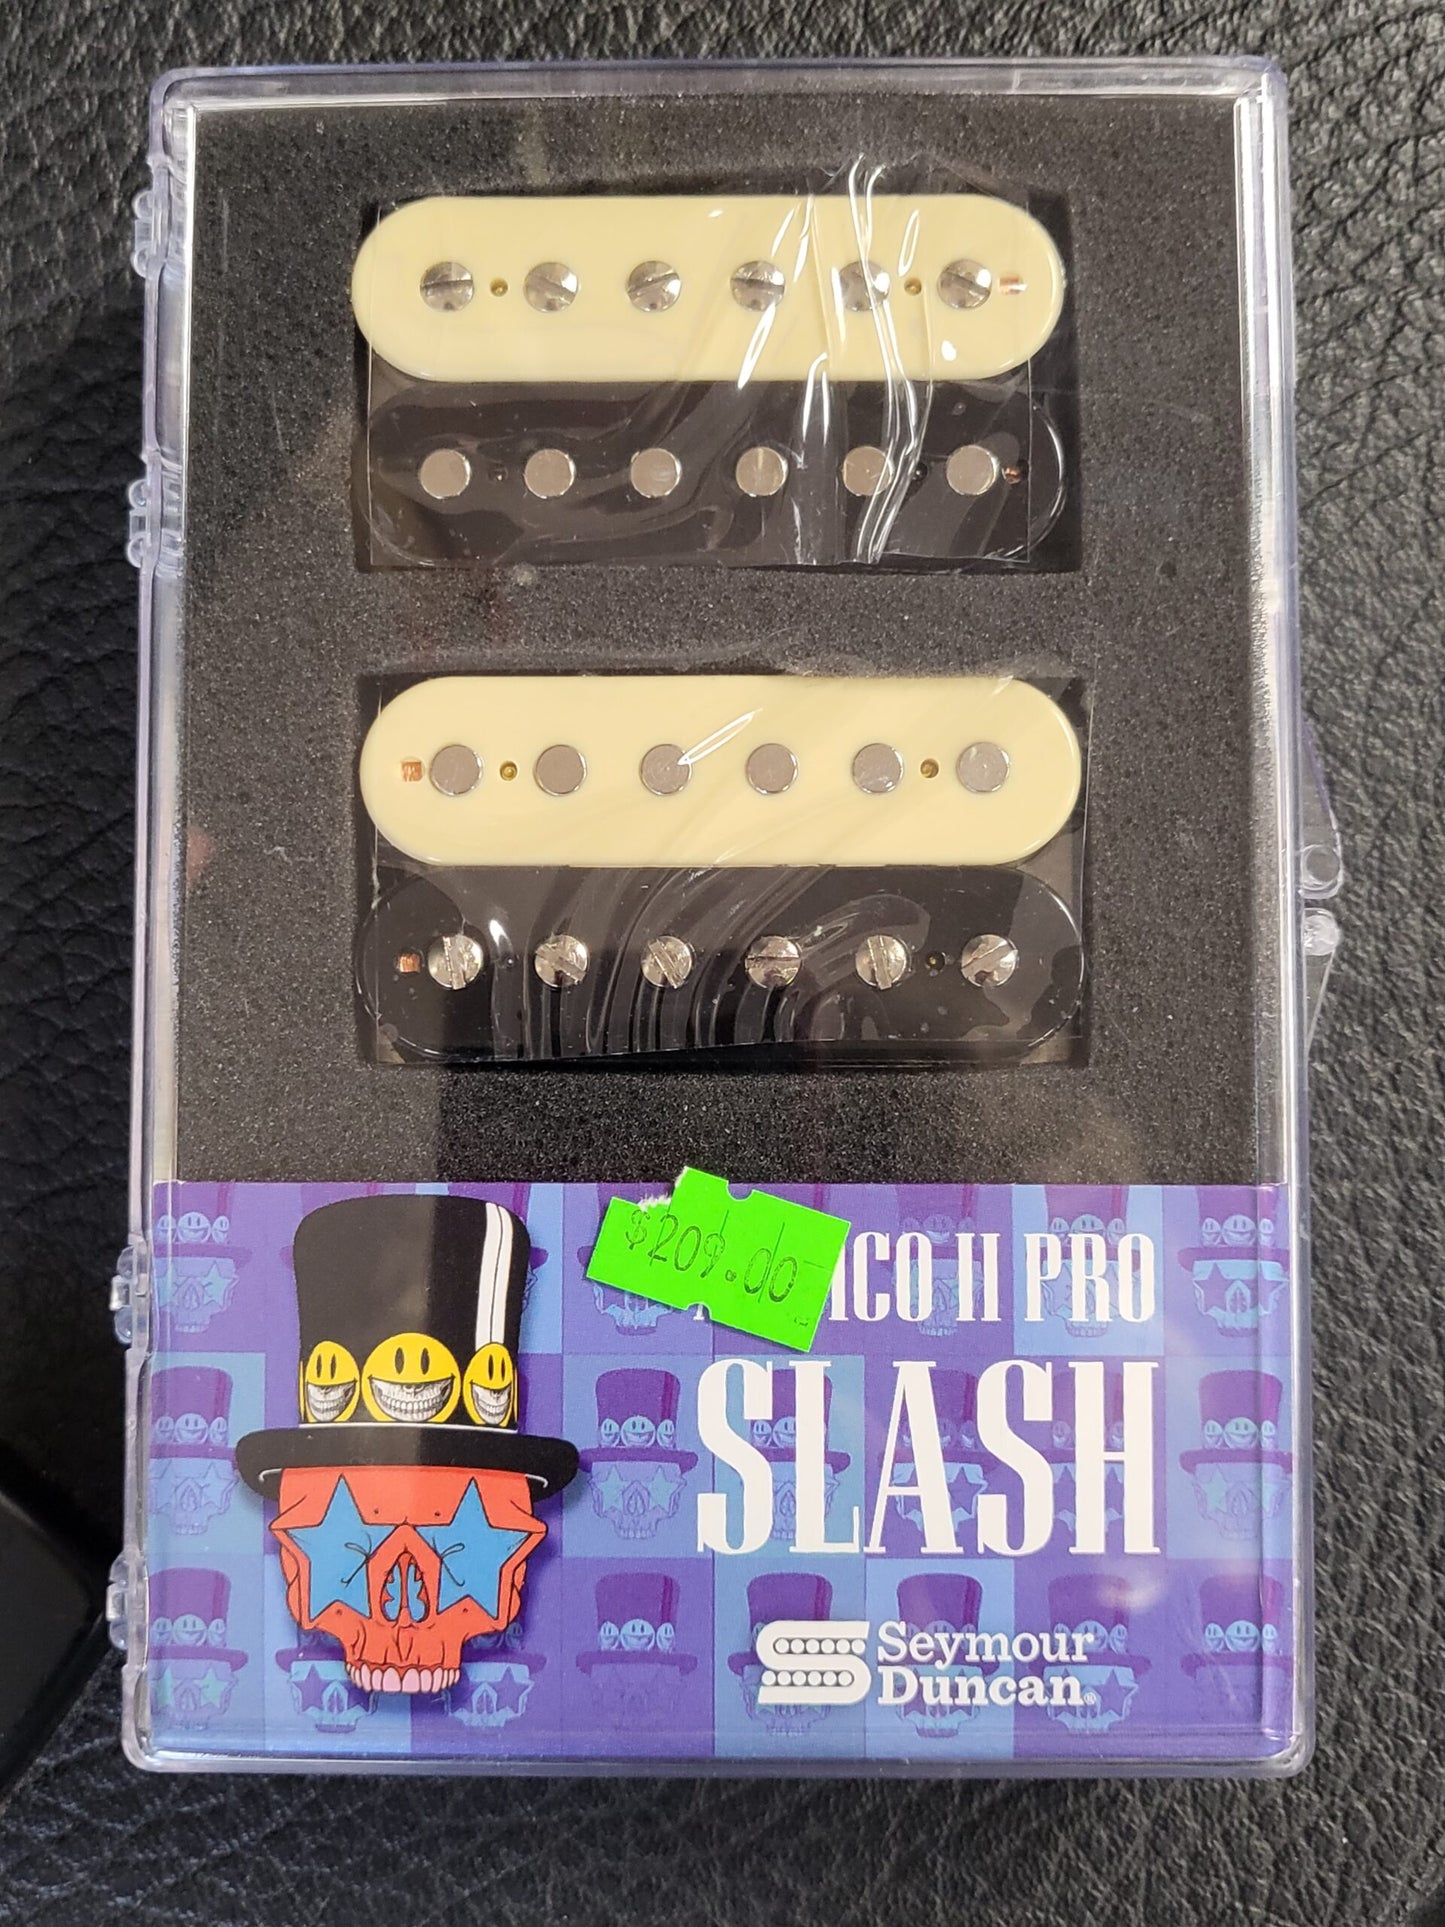 $209.00
ICO II PRO
SLASH
Seymour
Duncan®